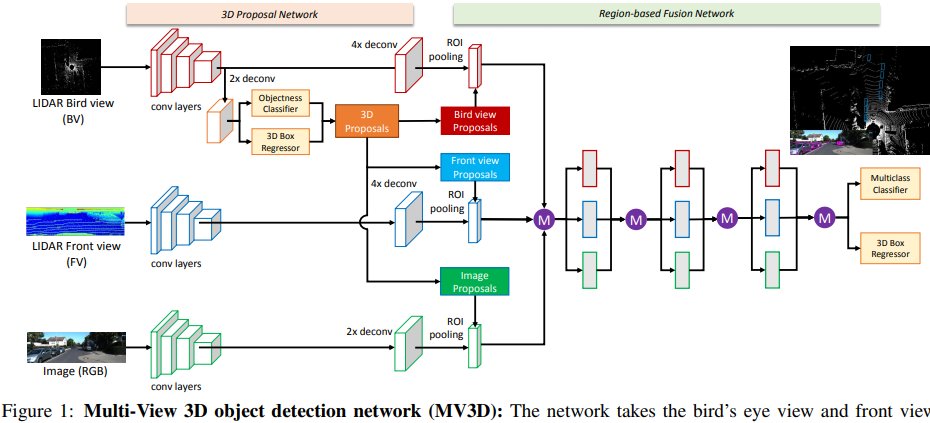 3D Proposal Network
Region-based Fusion Network
LIDAR Bird view
(BV)
conv layers
2x deconv
Objectness
Classifier
3D Box
Regressor
3D
Proposals
4x deconv
ROI
pooling
Bird view
Proposals
Front view
Proposals
LIDAR Front view
(FV)
conv layers
4x deconv
ROI
pooling
Image
Proposals
Image (RGB)
conv layers
2x deconv
ROI
pooling
M
M
M
M
Multiclass
Classifier
3D Box
Regressor
Figure 1: Multi-View 3D object detection network (MV3D): The network takes the bird's eye view and front view